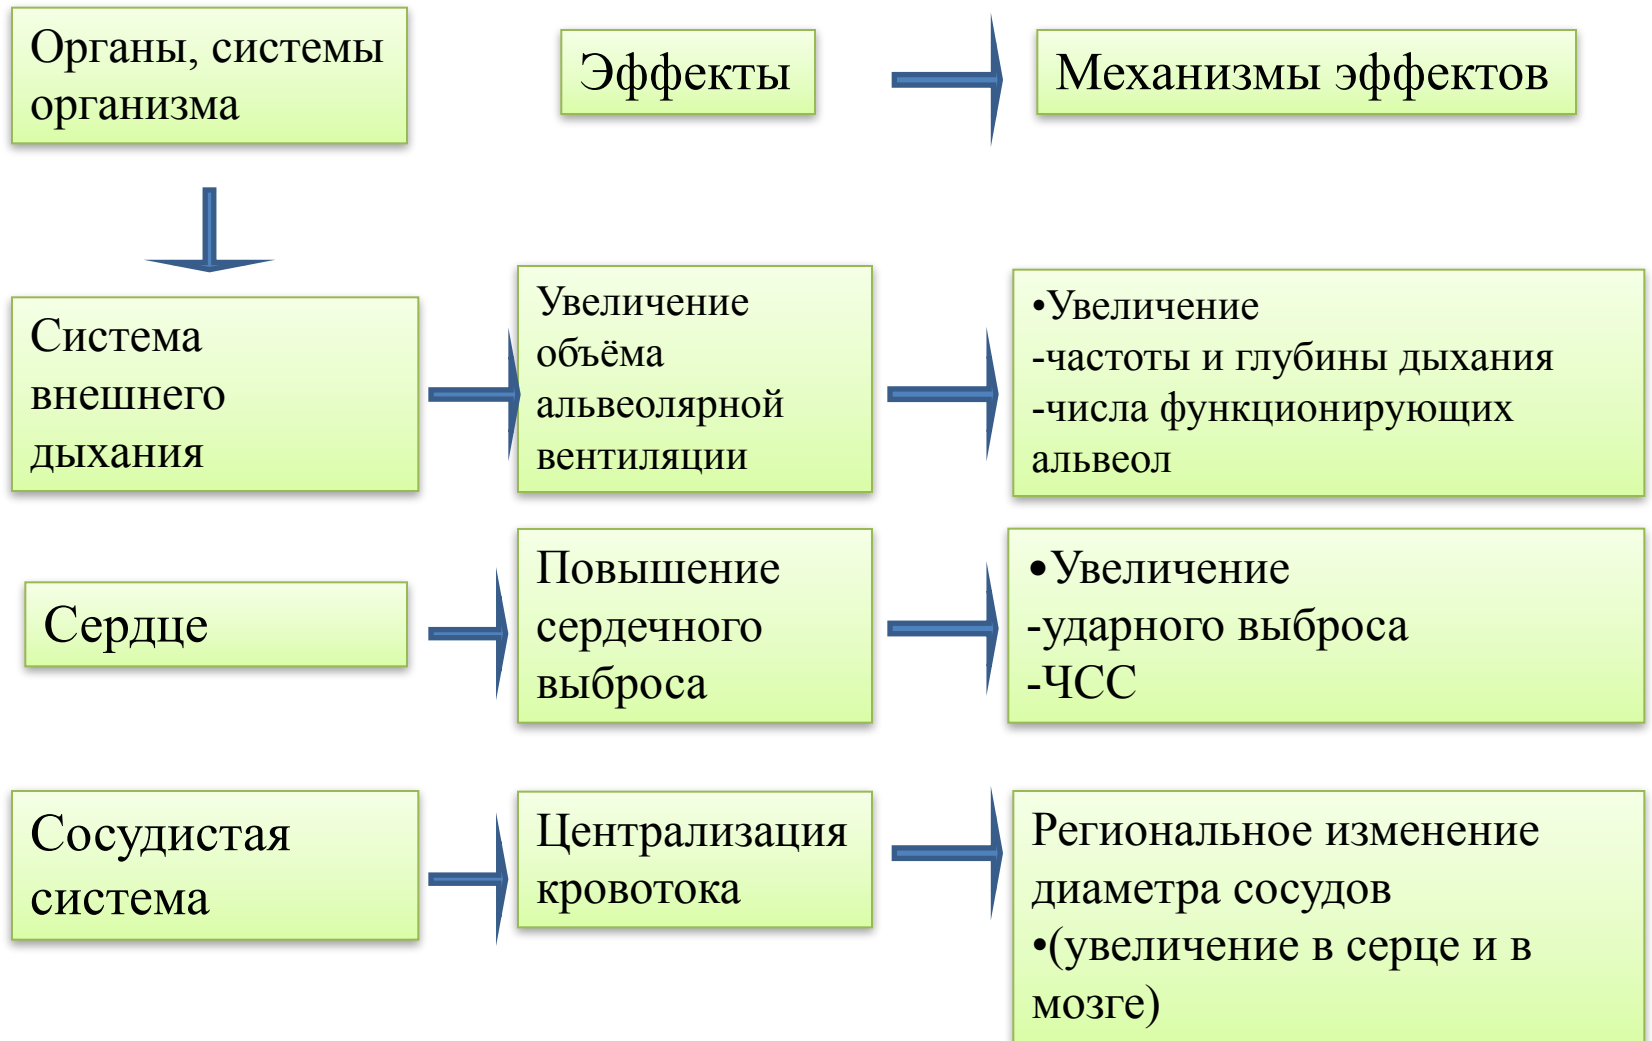 Органы, системы
организма
Эффекты
Механизмы эффектов
Система
внешнего
дыхания
Увеличение
объёма
альвеолярной
вентиляции
•Увеличение
-частоты и глубины дыхания
-числа функционирующих
альвеол
Сердце
Повышение
сердечного
выброса
•Увеличение
-ударного выброса
-ЧСС
Сосудистая
система
Централизация
кровотока
Региональное изменение
диаметра сосудов
•(увеличение в серце и в
мозге)